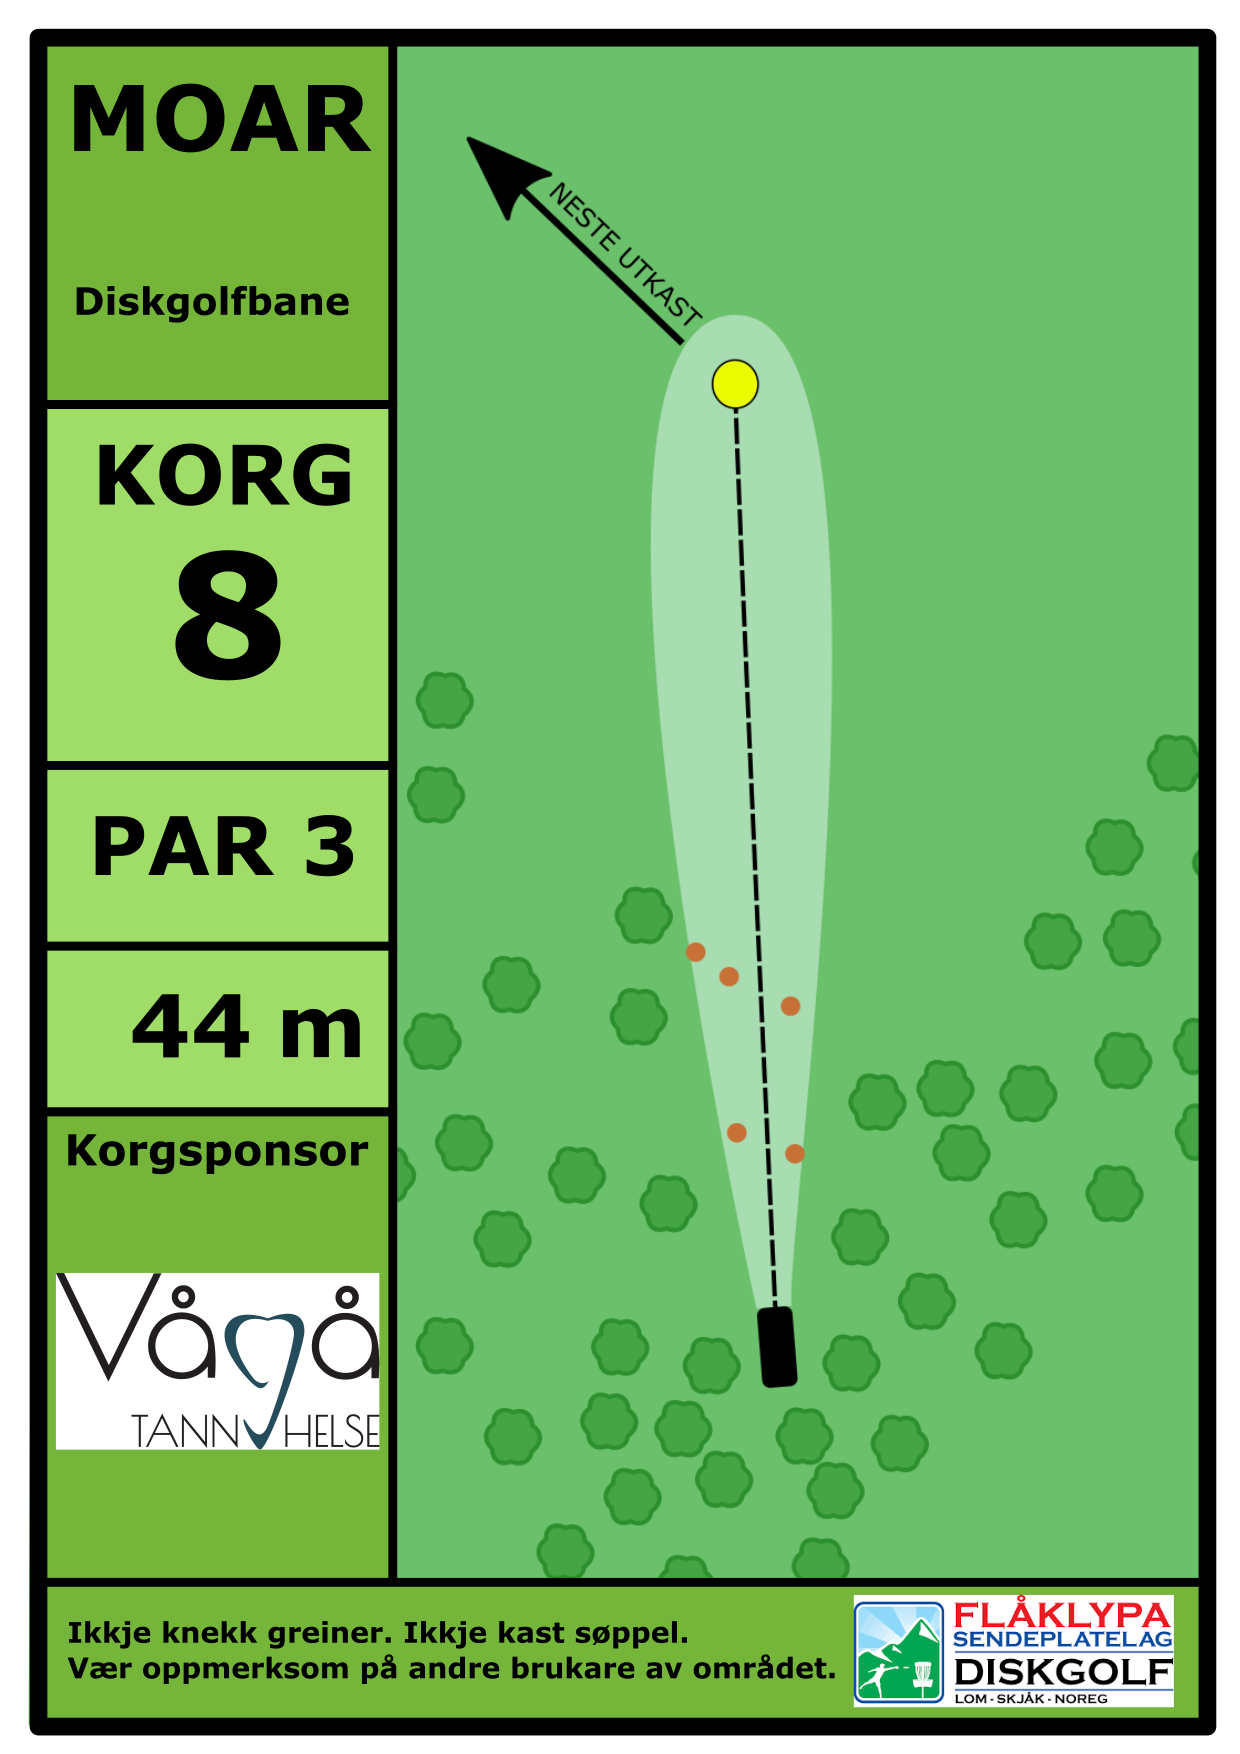 MOAR
Diskgolfbane
KORG
8
PAR 3
44 m
Korgsponsor
Vågå
TANNHELSE
NESTE UTKAST
Ikkje knekk greiner. Ikkje kast søppel.
Vær oppmerksom på andre brukare av området.
FLÅKLYPA
SENDEPLATELAG
DISKGOLF
LOM - SKJÅK - NOREG